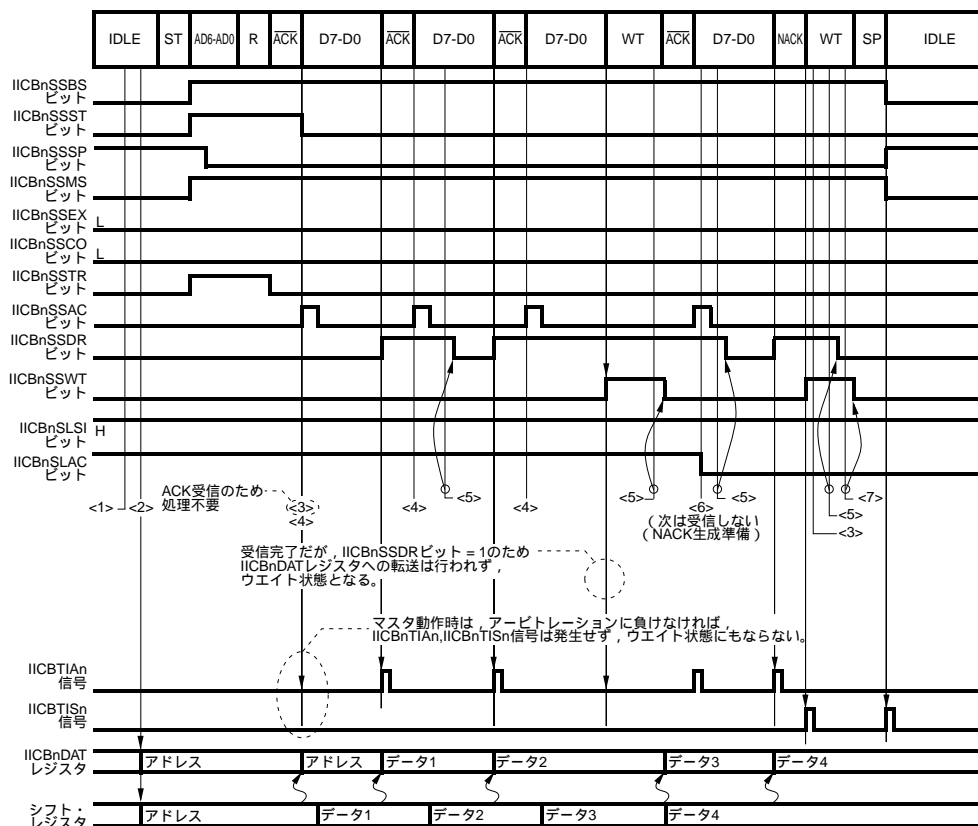 IDLE ST AD6-AD0 R ACK D7-D0 ACK D7-D0 ACK D7-D0 WT ACK D7-D0 NACK WT SP IDLE
IICBnSSBS
ビット
IICBnSSST
ビット
IICBnSSSP
ビット
IICBnSSMS
ビット
IICBnSSEX
ビット L
IICBnSSCO
ビット L
IICBnSSTR
ビット
IICBnSSAC
ビット
IICBnSSDR
ビット
IICBnSSWT
ビット
IICBnSLSI
ビット H
IICBnSLAC
ビット
<1> <2> ACK受信のため
処理不要
<3>
<4>
<4> <5> <4> <5> <6> <5> <7>
<5>
<3>
(次は受信しない
(NACK生成準備)
受信完了だが,IICBnSSDRビット=1のため
IICBnDATレジスタへの転送は行われず,
ウエイト状態となる。
マスタ動作時は,アービトレーションに負けなければ,
IICBnTIAn,IICBnTISn信号は発生せず,ウエイト状態にもならない。
IICBTIAn
信号
IICBTISn
信号
IICBnDAT
レジスタ
アドレス アドレス データ1 データ2 データ3 データ4
シフト・
レジスタ
アドレス データ1 データ2 データ3 データ4